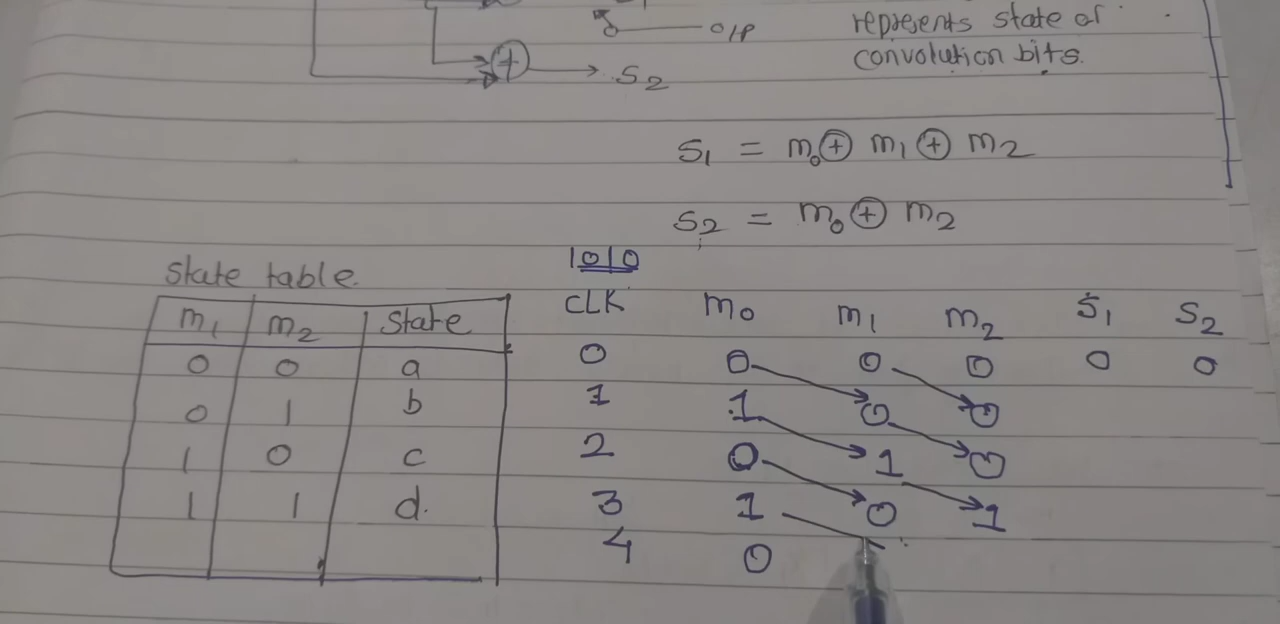 O/P
S2
represents state of
convolution bits.
S1 = m0 ⊕ m1 ⊕ m2
S2 = m0 ⊕ m2
1010
State table.
m1 m2 State
0 0 a
0 1 b
1 0 c
1 1 d.
CLK m0 m1 m2 S1 S2
0 0 0 0 0 0
1 1 0 0
2 0 1 0
3 1 0 1
4 0